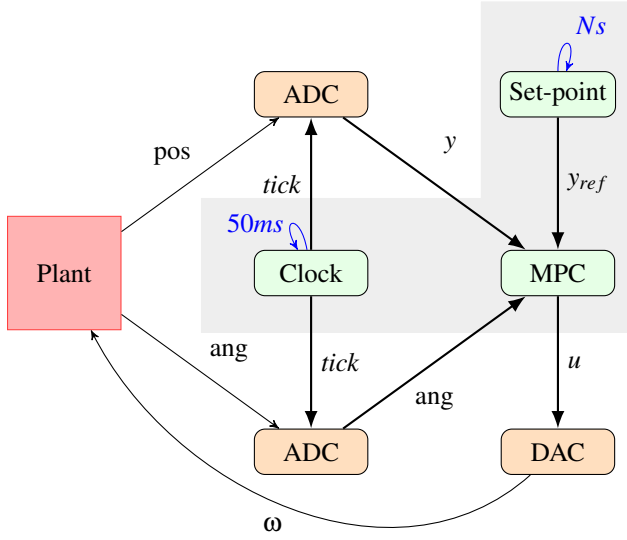 Ns
ADC
Set-point
pos
y
tick
y_ref
50ms
Plant
Clock
MPC
ang
tick
u
ang
ADC
DAC
ω